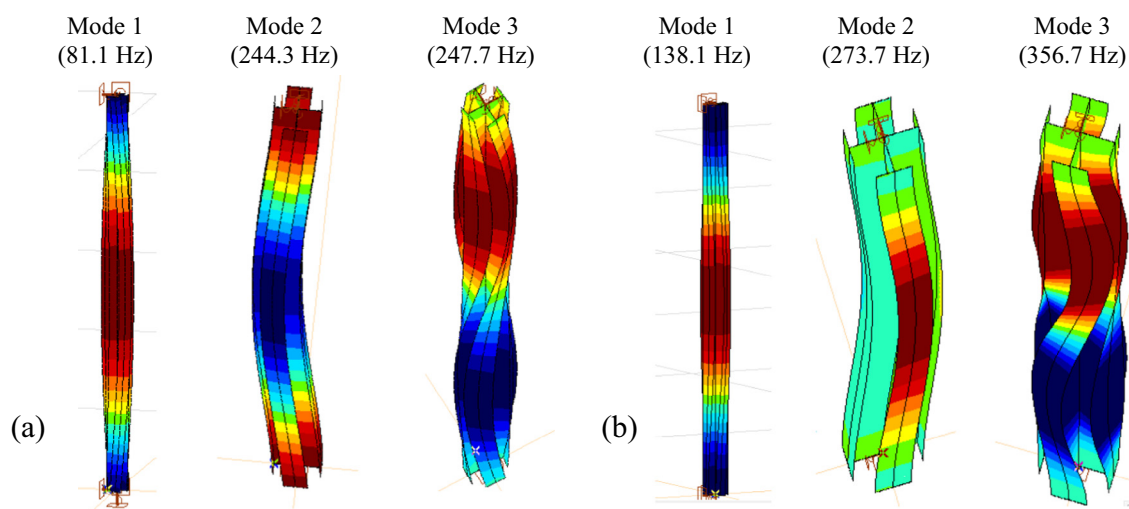 Mode 1
(81.1 Hz)
Mode 2
(244.3 Hz)
Mode 3
(247.7 Hz)
Mode 1
(138.1 Hz)
Mode 2
(273.7 Hz)
Mode 3
(356.7 Hz)
(a)
(b)